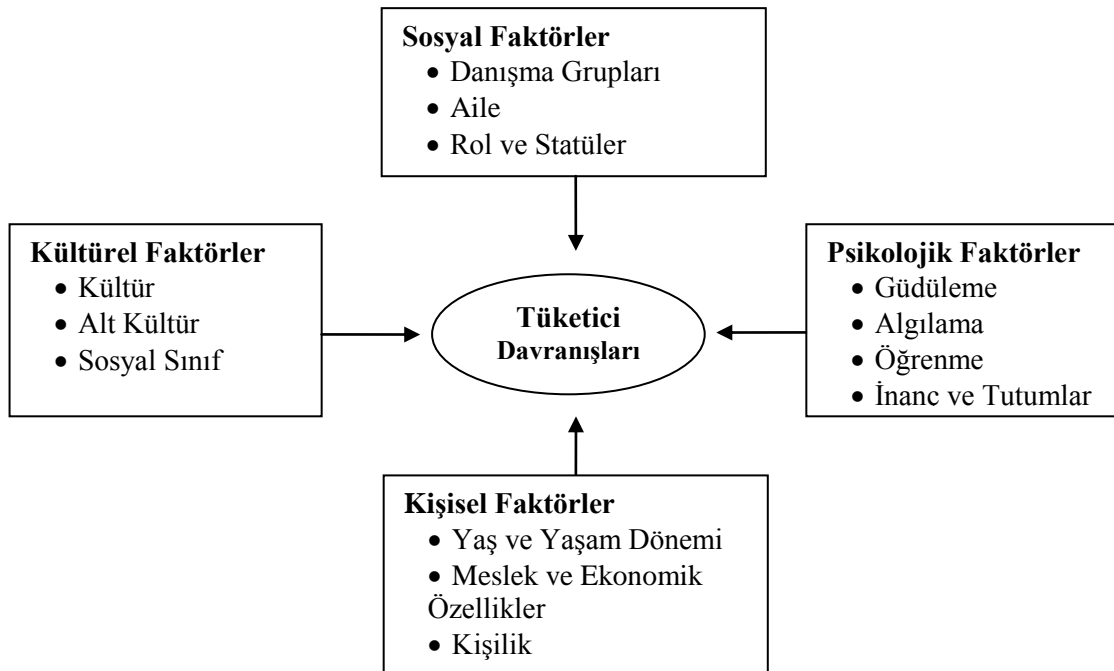 Sosyal Faktörler
• Danışma Grupları
• Aile
• Rol ve Statüler
Kültürel Faktörler
• Kültür
• Alt Kültür
• Sosyal Sınıf
Tüketici
Davranışları
Psikolojik Faktörler
• Güdüleme
• Algılama
• Öğrenme
• İnanc ve Tutumlar
Kişisel Faktörler
• Yaş ve Yaşam Dönemi
• Meslek ve Ekonomik
Özellikler
• Kişilik